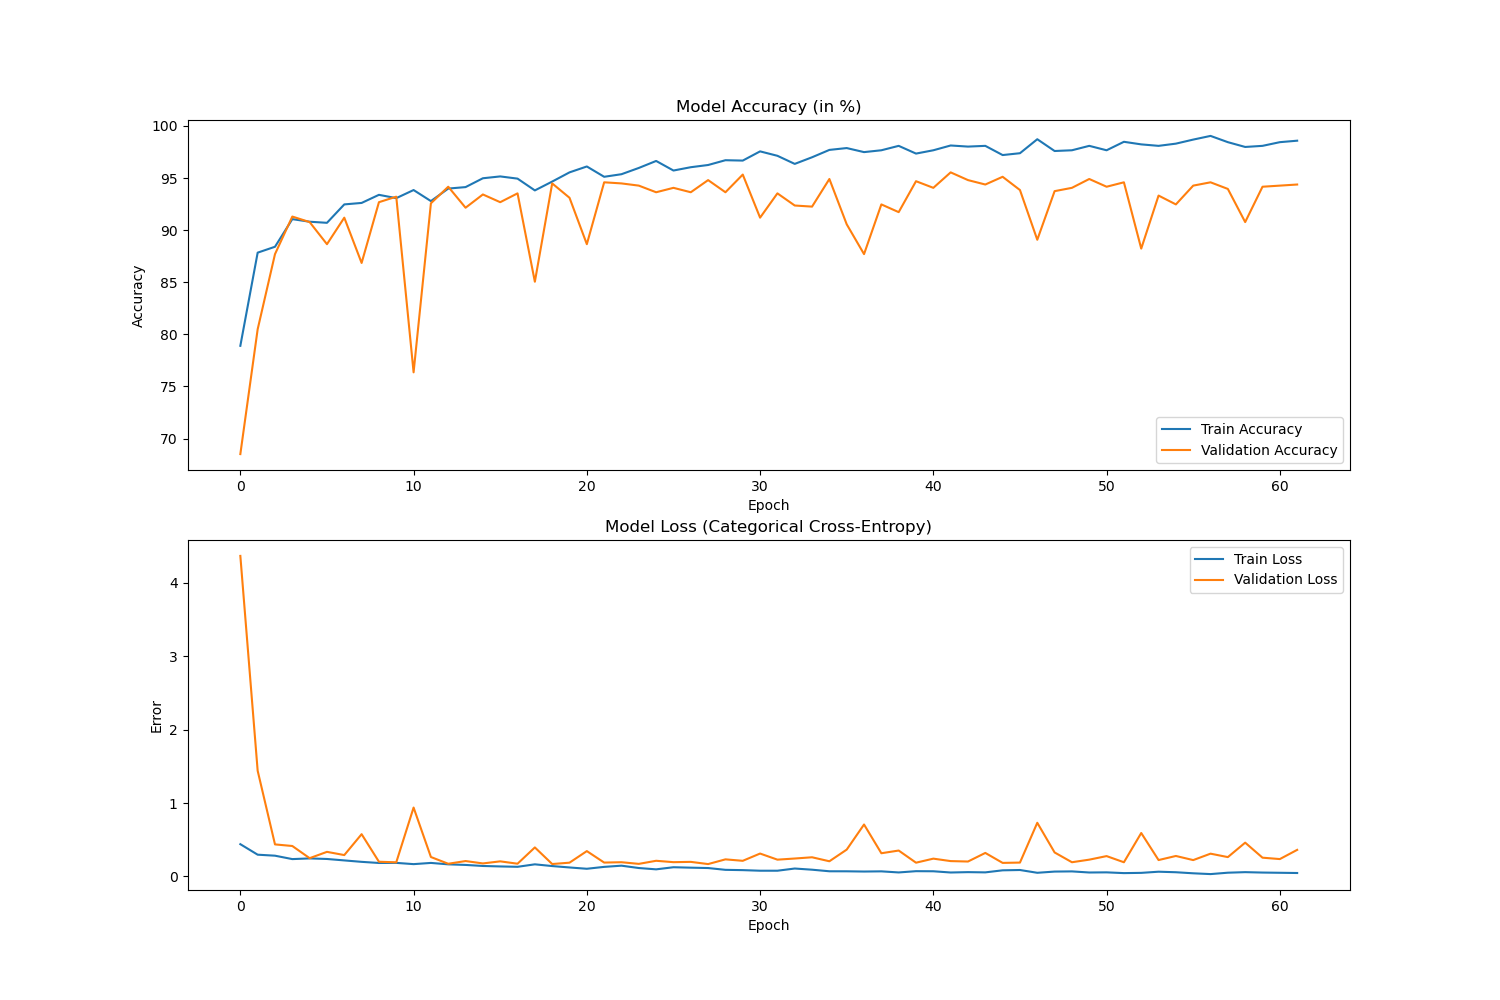 Model Accuracy (in %)
100
95
90
85
80
75
70
Accuracy
Train Accuracy
Validation Accuracy
0 10 20 30 40 50 60
Epoch
Model Loss (Categorical Cross-Entropy)
4
3
2
1
0
Error
Train Loss
Validation Loss
0 10 20 30 40 50 60
Epoch